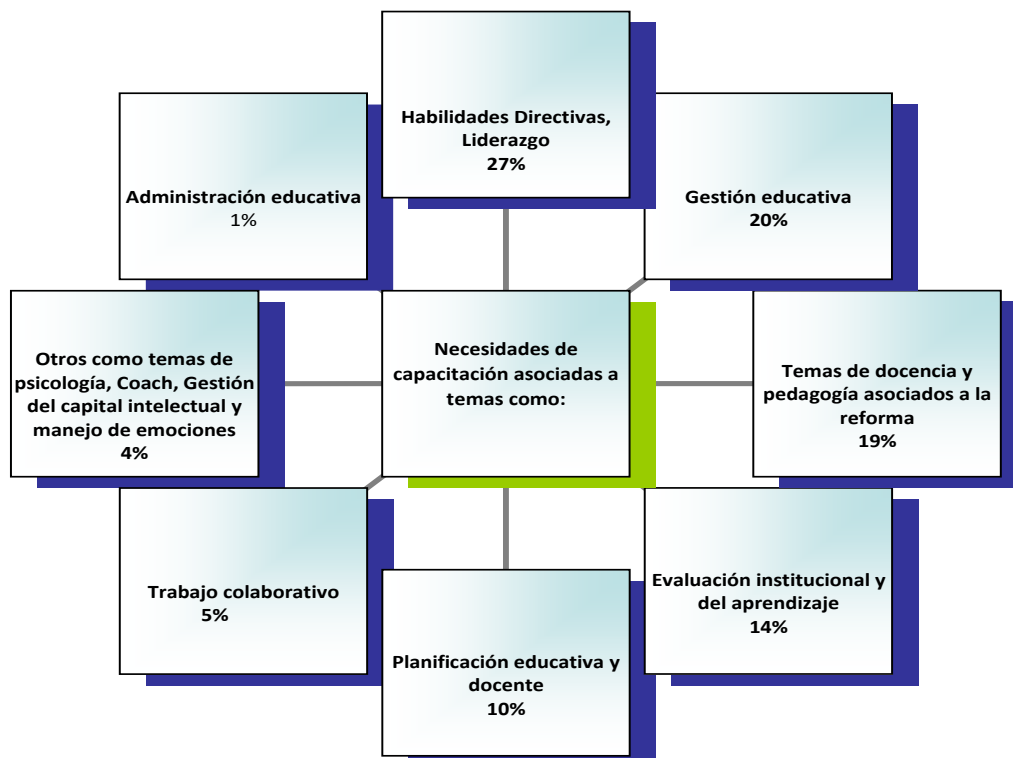 Habilidades Directivas,
Liderazgo
27%
Administración educativa
1%
Gestión educativa
20%
Otros como temas de
psicología, Coach, Gestión
del capital intelectual y
manejo de emociones
4%
Necesidades de
capacitación asociadas a
temas como:
Temas de docencia y
pedagogía asociados a la
reforma
19%
Trabajo colaborativo
5%
Evaluación institucional y
del aprendizaje
14%
Planificación educativa y
docente
10%